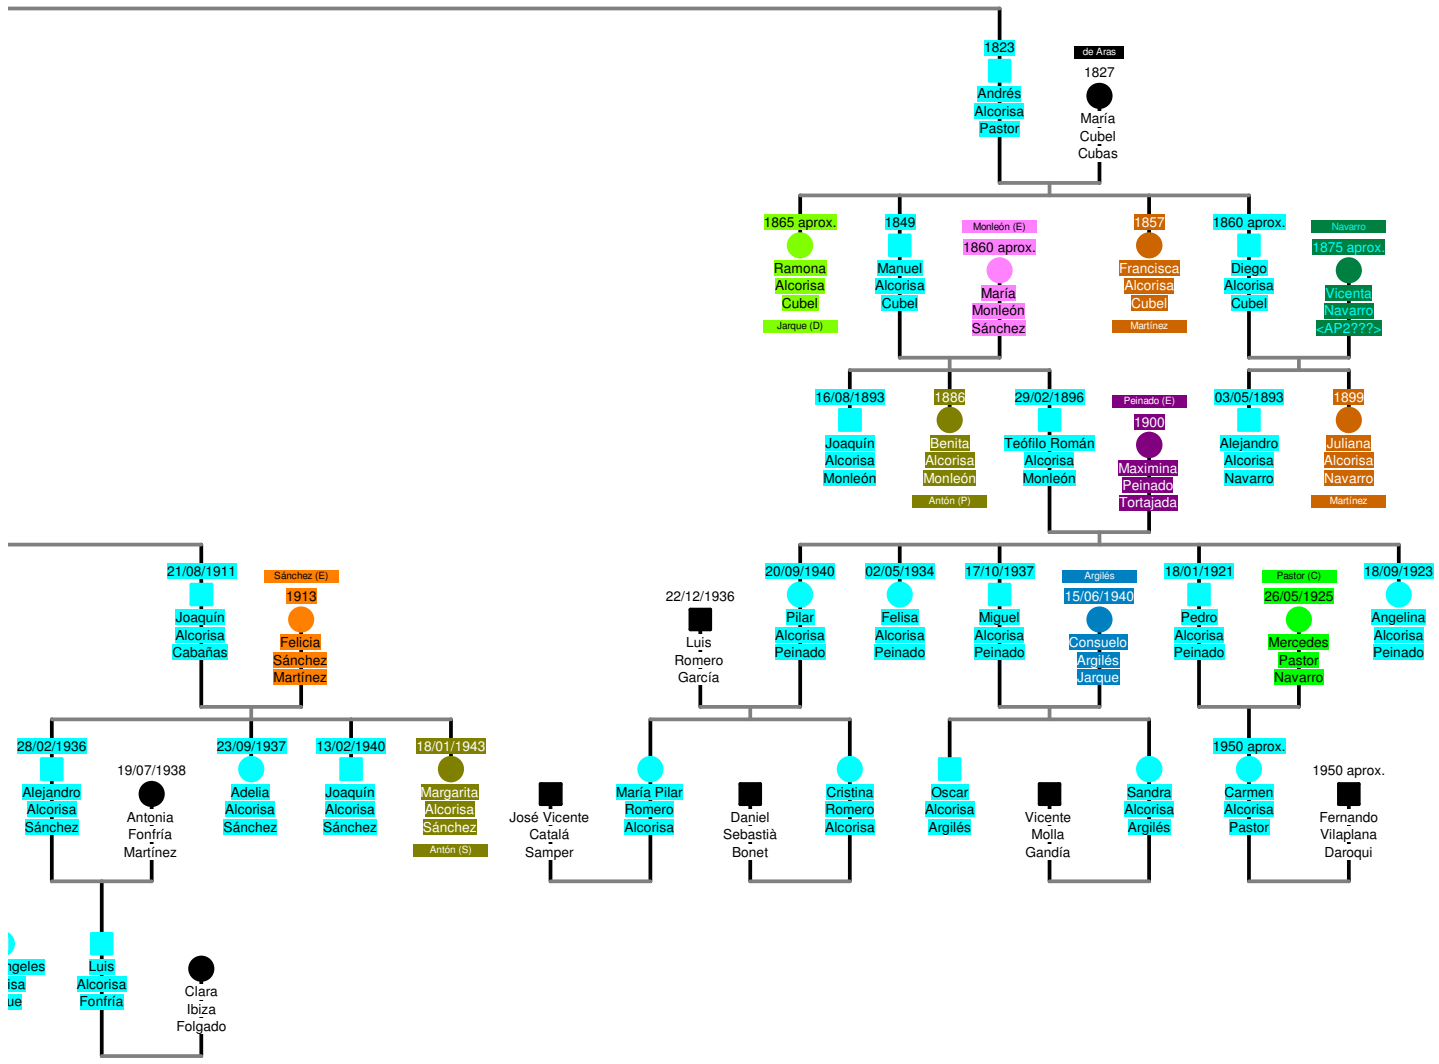 1823
Andrés
Alcorisa
Pastor
de Aras
1827
María
Cubel
Cubas
1865 aprox.
Ramona
Alcorisa
Cubel
Jarque (D)
1849
Manuel
Alcorisa
Cubel
Monleón (E)
1860 aprox.
María
Monleón
Sánchez
1857
Francisca
Alcorisa
Cubel
Martínez
1860 aprox.
Diego
Alcorisa
Cubel
Navarro
1875 aprox.
Vicenta
Navarro
<AP2???>
16/08/1893
Joaquín
Alcorisa
Monleón
1886
Benita
Alcorisa
Monleón
Antón (P)
29/02/1896
Teófilo Román
Alcorisa
Monleón
Peinado (E)
1900
Maximina
Peinado
Tortajada
03/05/1893
Alejandro
Alcorisa
Navarro
1899
Juliana
Alcorisa
Navarro
Martínez
21/08/1911
Joaquín
Alcorisa
Cabañas
Sánchez (E)
1913
Felicia
Sánchez
Martínez
22/12/1936
Luis
Romero
García
20/09/1940
Pilar
Alcorisa
Peinado
02/05/1934
Felisa
Alcorisa
Peinado
17/10/1937
Miguel
Alcorisa
Peinado
Argilés
15/06/1940
Consuelo
Argilés
Jarque
18/01/1921
Pedro
Alcorisa
Peinado
Pastor (C)
26/05/1925
Mercedes
Pastor
Navarro
18/09/1923
Angelina
Alcorisa
Peinado
28/02/1936
Alejandro
Alcorisa
Sánchez
19/07/1938
Antonia
Fonfría
Martínez
23/09/1937
Adelia
Alcorisa
Sánchez
13/02/1940
Joaquín
Alcorisa
Sánchez
18/01/1943
Margarita
Alcorisa
Sánchez
Antón (S)
José Vicente
Catalá
Samper
María Pilar
Romero
Alcorisa
Daniel
Sebastià
Bonet
Cristina
Romero
Alcorisa
Oscar
Alcorisa
Argilés
Vicente
Molla
Gandía
Sandra
Alcorisa
Argilés
1950 aprox.
Carmen
Alcorisa
Pastor
1950 aprox.
Fernando
Vilaplana
Daroqui
ngeles
isa
ue
Luis
Alcorisa
Fonfría
Clara
Ibiza
Folgado